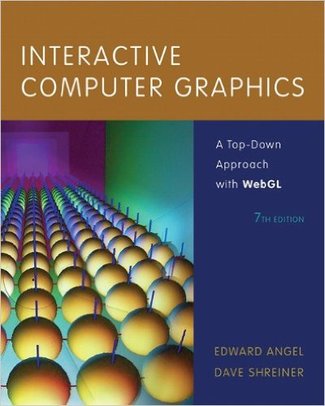 INTERACTIVE
COMPUTER GRAPHICS
A Top-Down
Approach
with WebGL
7TH EDITION
EDWARD ANGEL
DAVE SHREINER